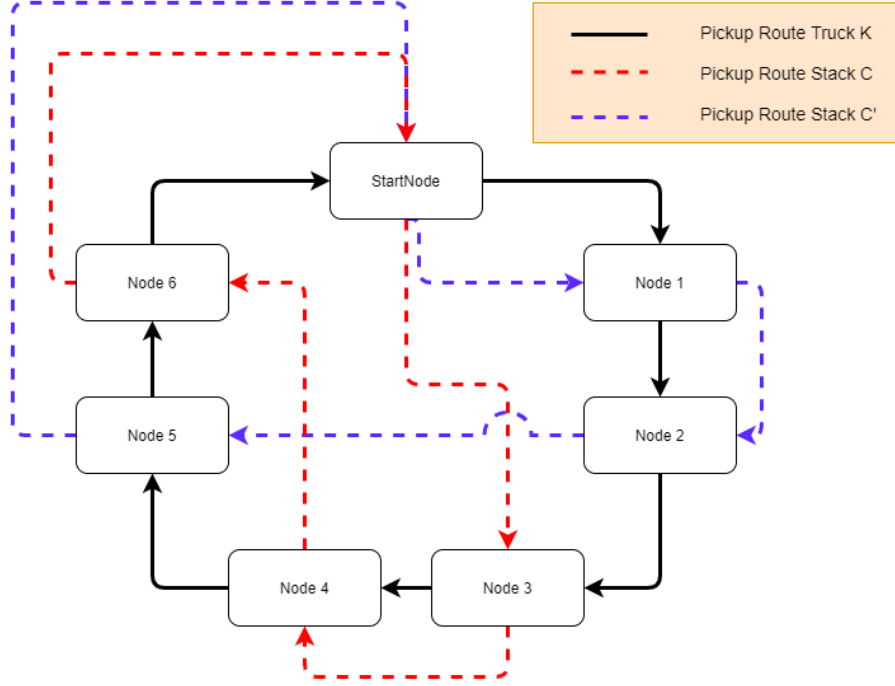 Pickup Route Truck K
Pickup Route Stack C
Pickup Route Stack C'
StartNode
Node 6
Node 1
Node 5
Node 2
Node 4
Node 3